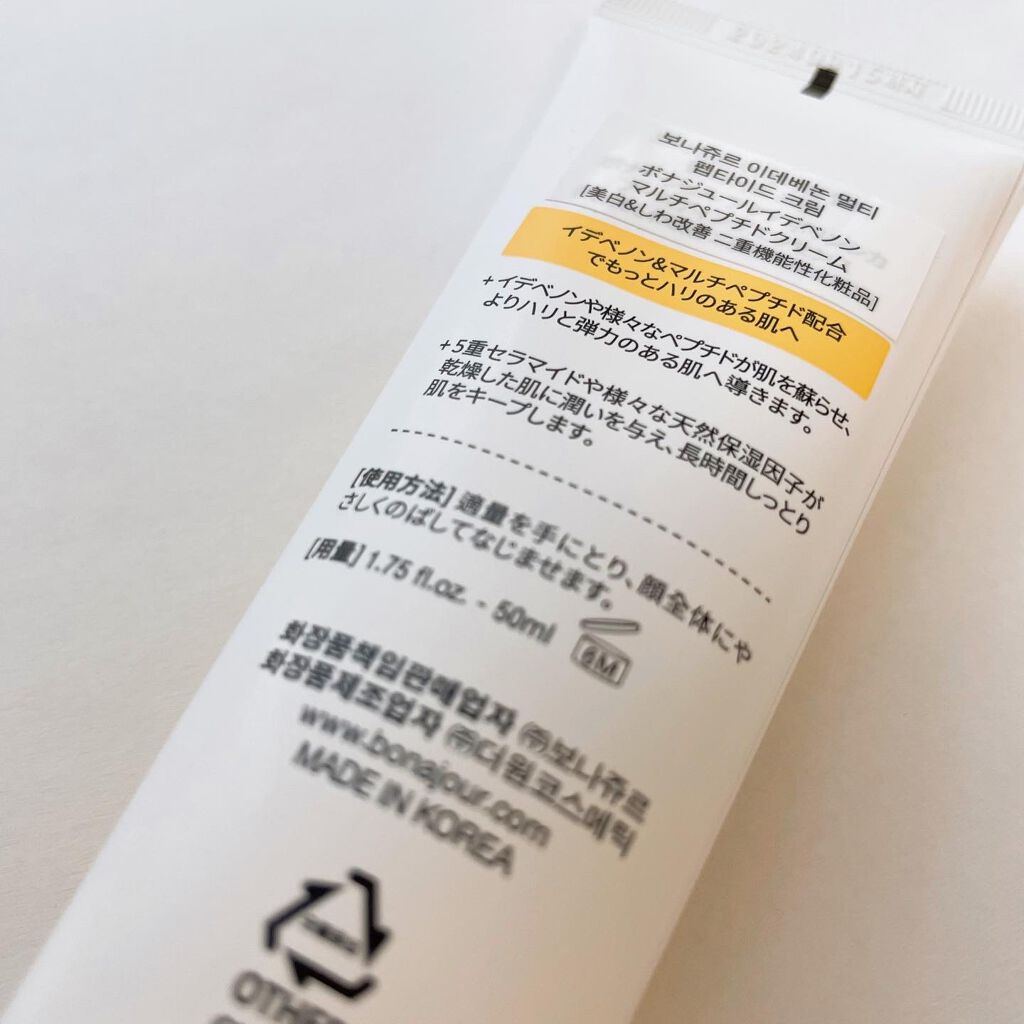 보나쥬르 이데베논 멀티
펩타이드 크림
ボナジュールイデベノン
マルチペプチドクリーム
[美白&しわ改善 二重機能性化粧品]
イデベノン&マルチペプチド配合
でもっとハリのある肌へ
+イデベノンや様々なペプチドが肌を蘇らせ、
よりハリと弾力のある肌へ導きます。
+5重セラマイドや様々な天然保湿因子が
乾燥した肌に潤いを与え、長時間しっとり
肌をキープします。
[使用方法] 適量を手にとり、顔全体にや
さしくのばしてなじませます。
[用量] 1.75 fl.oz. - 50ml
6M
화장품책임판매업자 ㈜보나쥬르
화장품제조업자 ㈜더원코스메틱
www.bonajour.com
MADE IN KOREA
OTHER